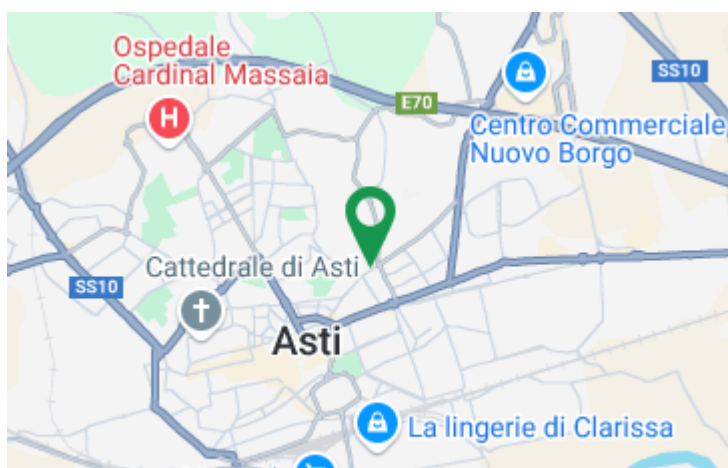 Ospedale
Cardinal Massaia
SS10
E70
Centro Commerciale
Nuovo Borgo
H
Cattedrale di Asti
SS10
Asti
La lingerie di Clarissa